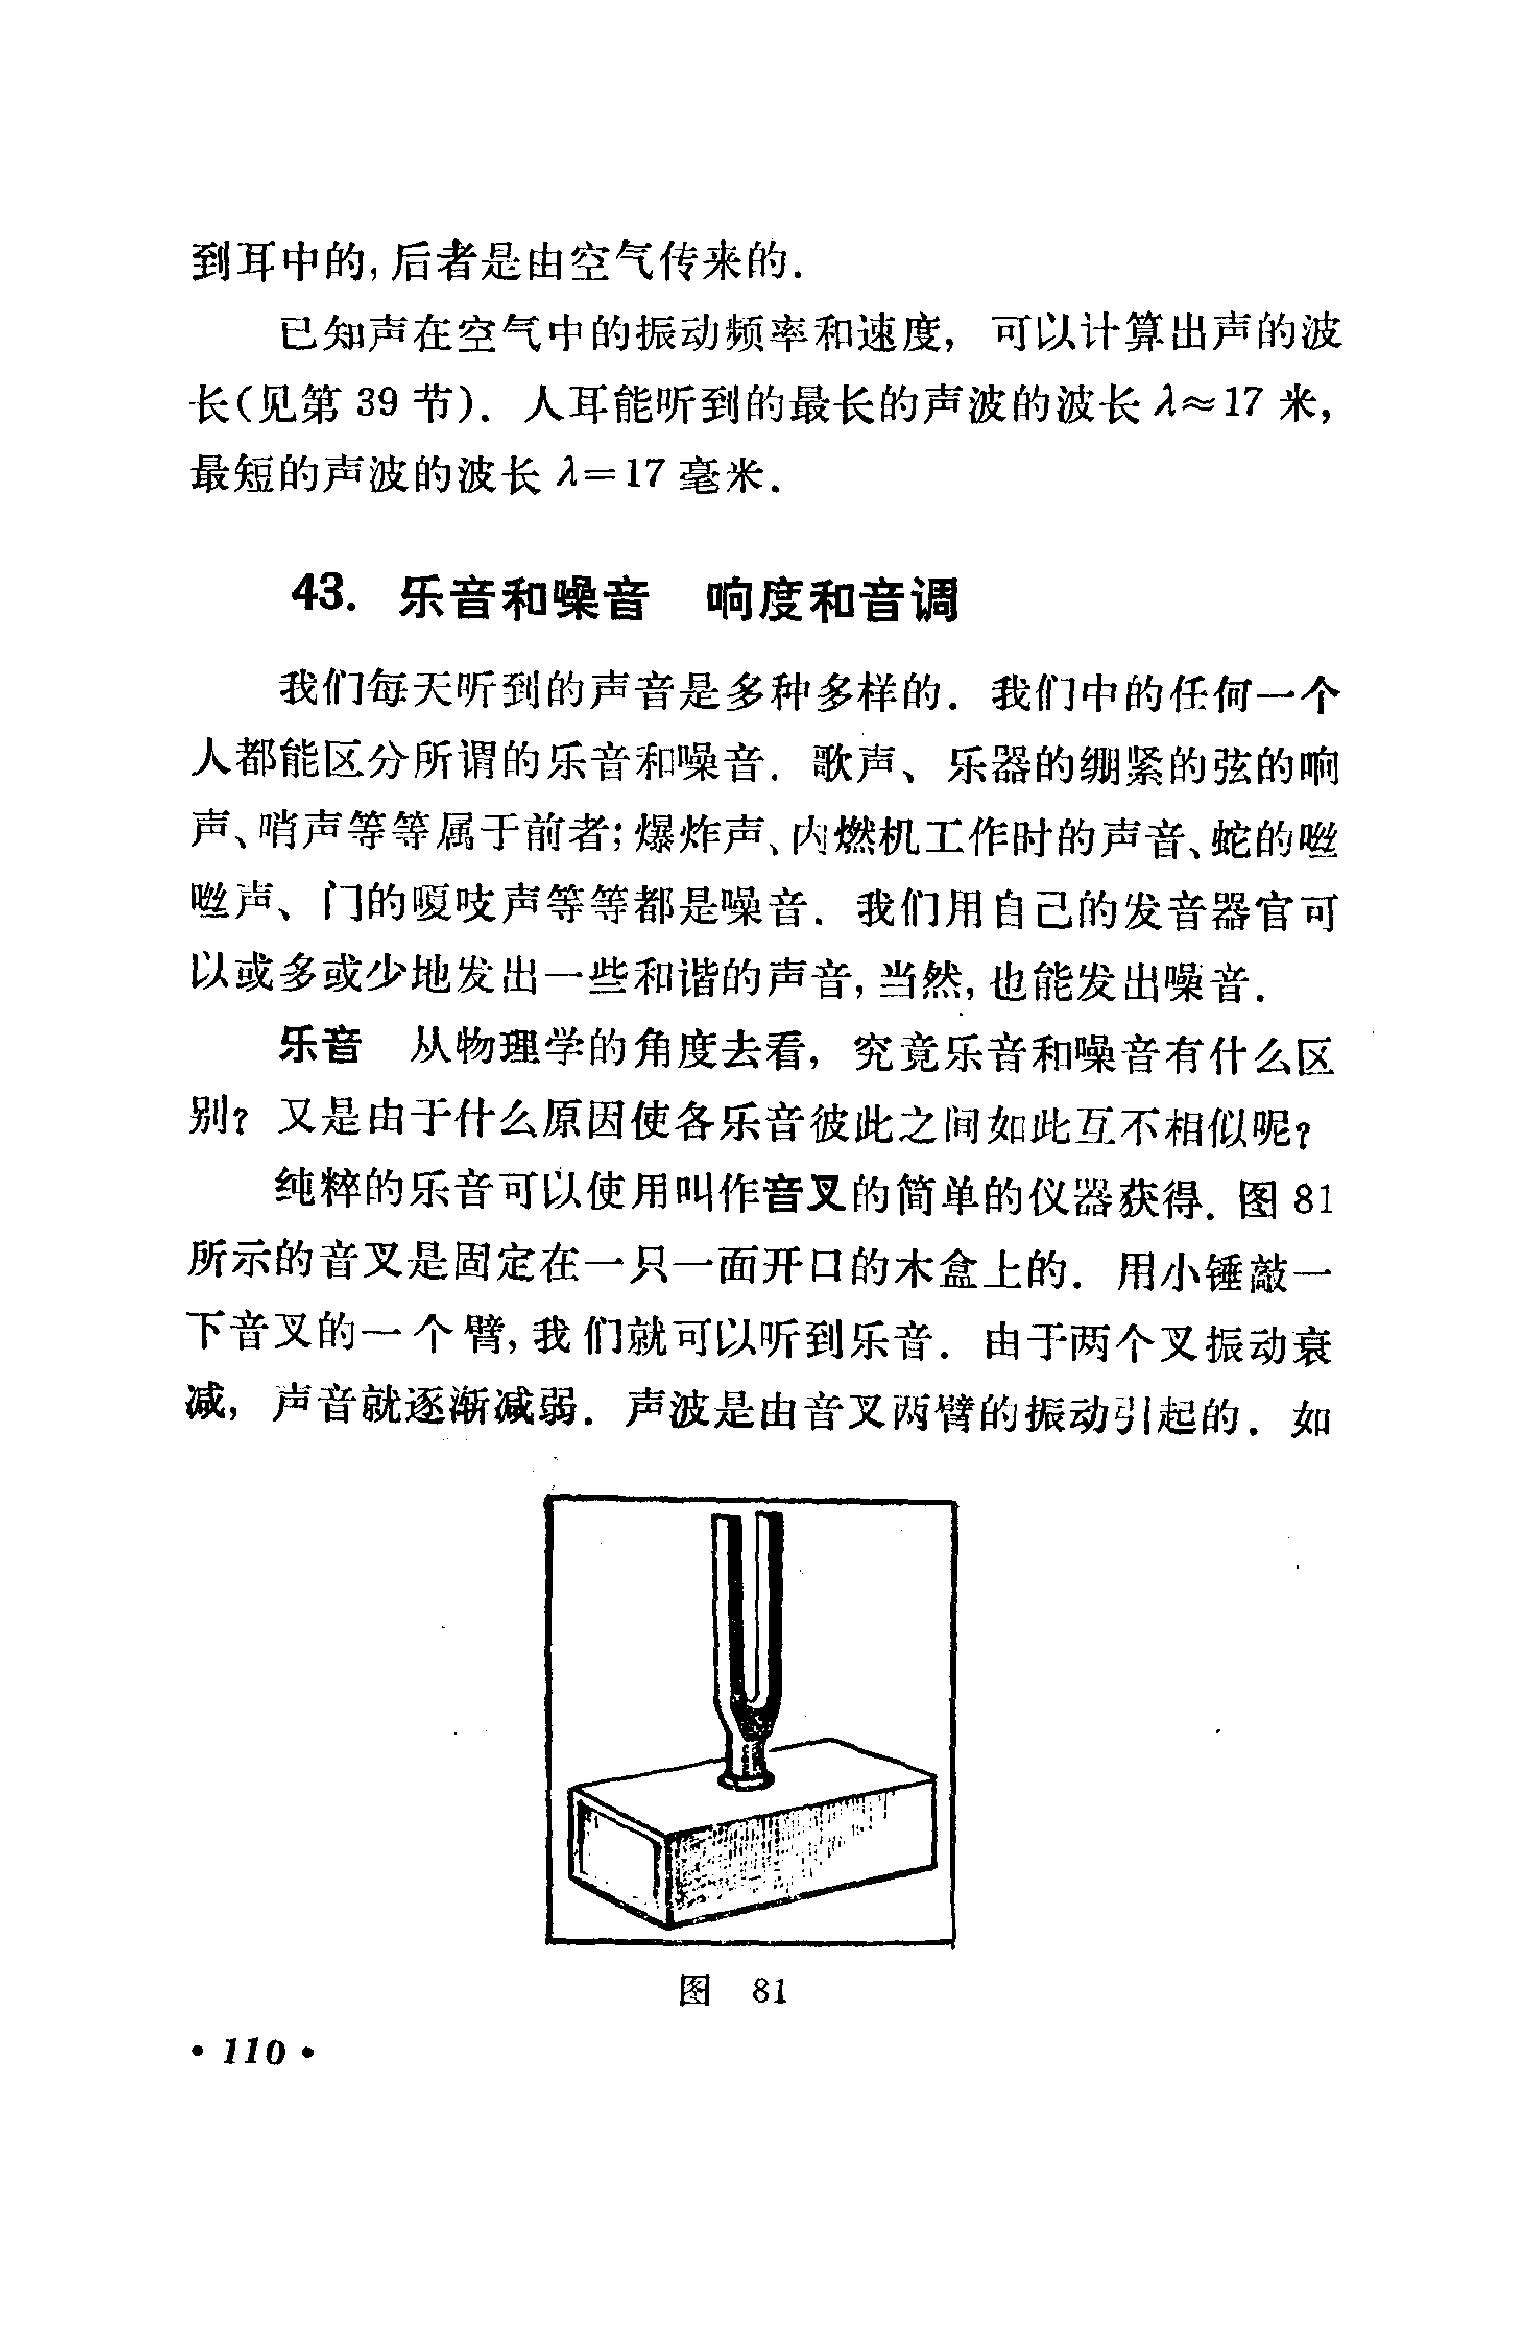 到耳中的, 后者是由空气传来的.
已知声在空气中的振动频率和速度, 可以计算出声的波
长(见第 39 节). 人耳能听到的最长的声波的波长 λ≈17 米,
最短的声波的波长 λ=17 毫米.
43. 乐音和噪音 响度和音调
我们每天听到的声音是多种多样的. 我们中的任何一个
人都能区分所谓的乐音和噪音. 歌声、乐器的绷紧的弦的响
声、哨声等等属于前者; 爆炸声、内燃机工作时的声音、蛇的咝
咝声、门的嗄吱声等等都是噪音. 我们用自己的发音器官可
以或多或少地发出一些和谐的声音, 当然, 也能发出噪音.
乐音 从物理学的角度去看, 究竟乐音和噪音有什么区
别? 又是由于什么原因使各乐音彼此之间如此互不相似呢?
纯粹的乐音可以使用叫作音叉的简单的仪器获得. 图 81
所示的音叉是固定在一只一面开口的木盒上的. 用小锤敲一
下音叉的一个臂, 我们就可以听到乐音. 由于两个叉振动衰
减, 声音就逐渐减弱. 声波是由音叉两臂的振动引起的. 如
图 81
• 110 •